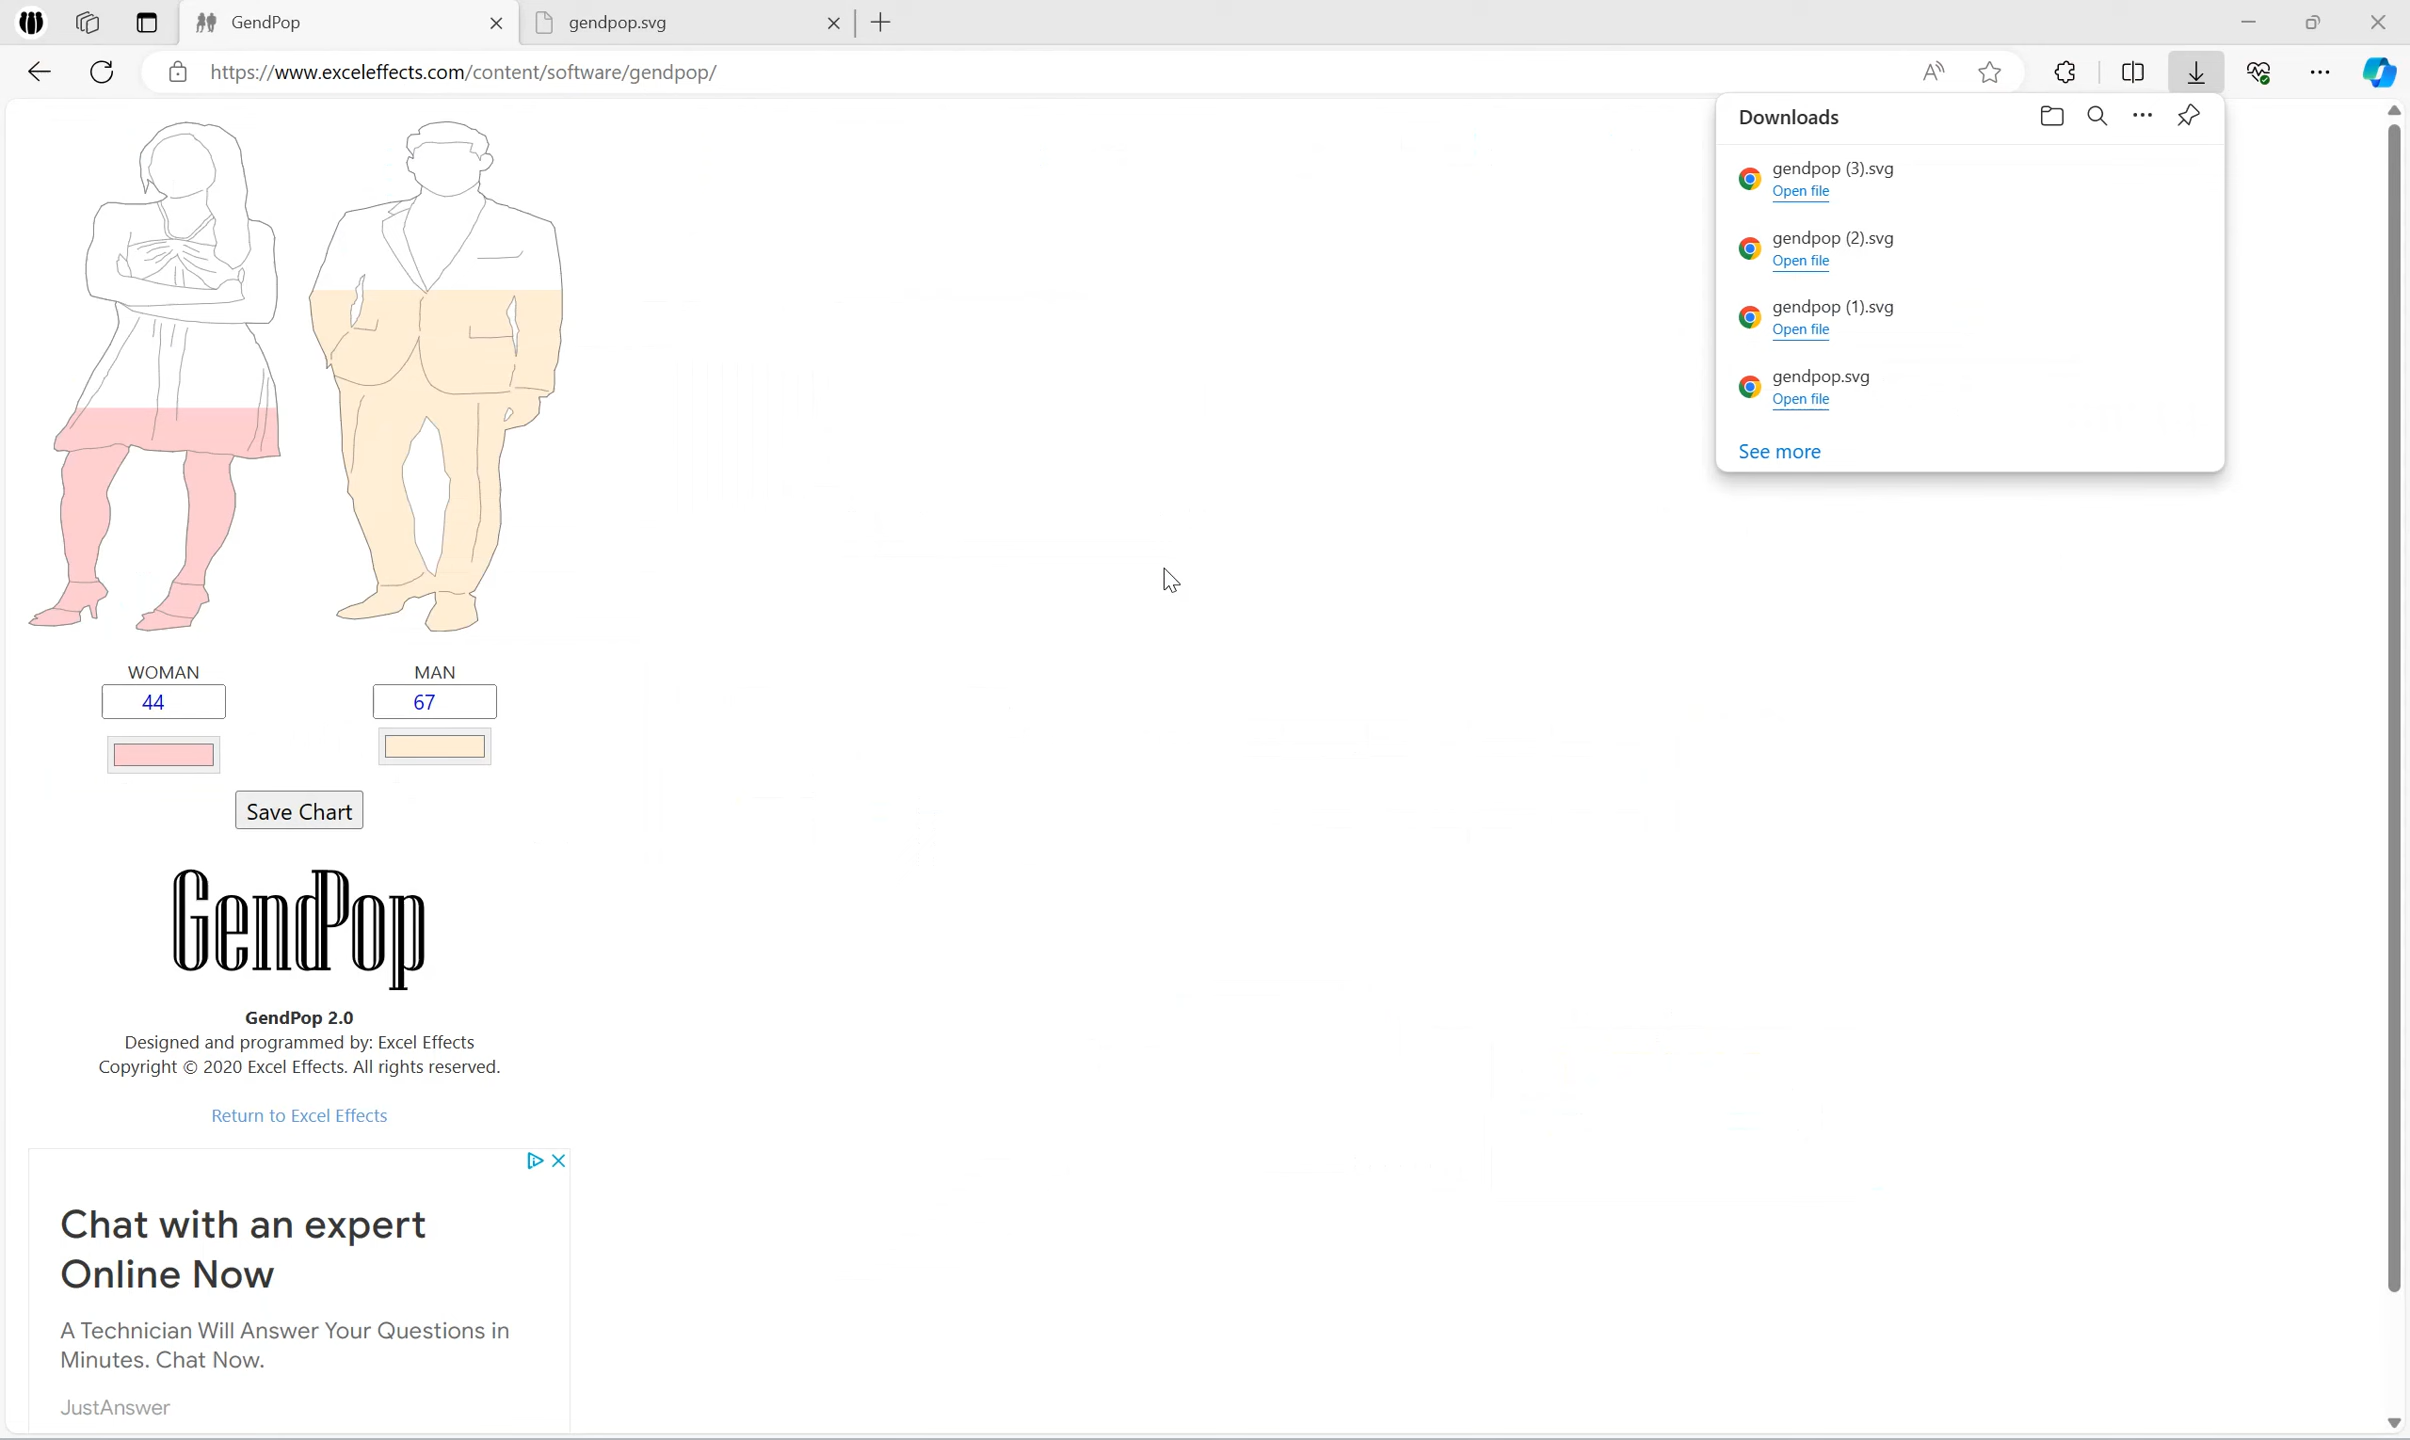 GendPop
gendpop.svg
https://www.exceleffects.com/content/software/gendpop/
Downloads
gendpop (3).svg
Open file
gendpop (2).svg
Open file
gendpop (1).svg
Open file
gendpop.svg
Open file
See more
WOMAN
MAN
44
67
Save Chart
GendPop
GendPop 2.0
Designed and programmed by: Excel Effects
Copyright © 2020 Excel Effects. All rights reserved.
Return to Excel Effects
Chat with an expert
Online Now
A Technician Will Answer Your Questions in
Minutes. Chat Now.
JustAnswer